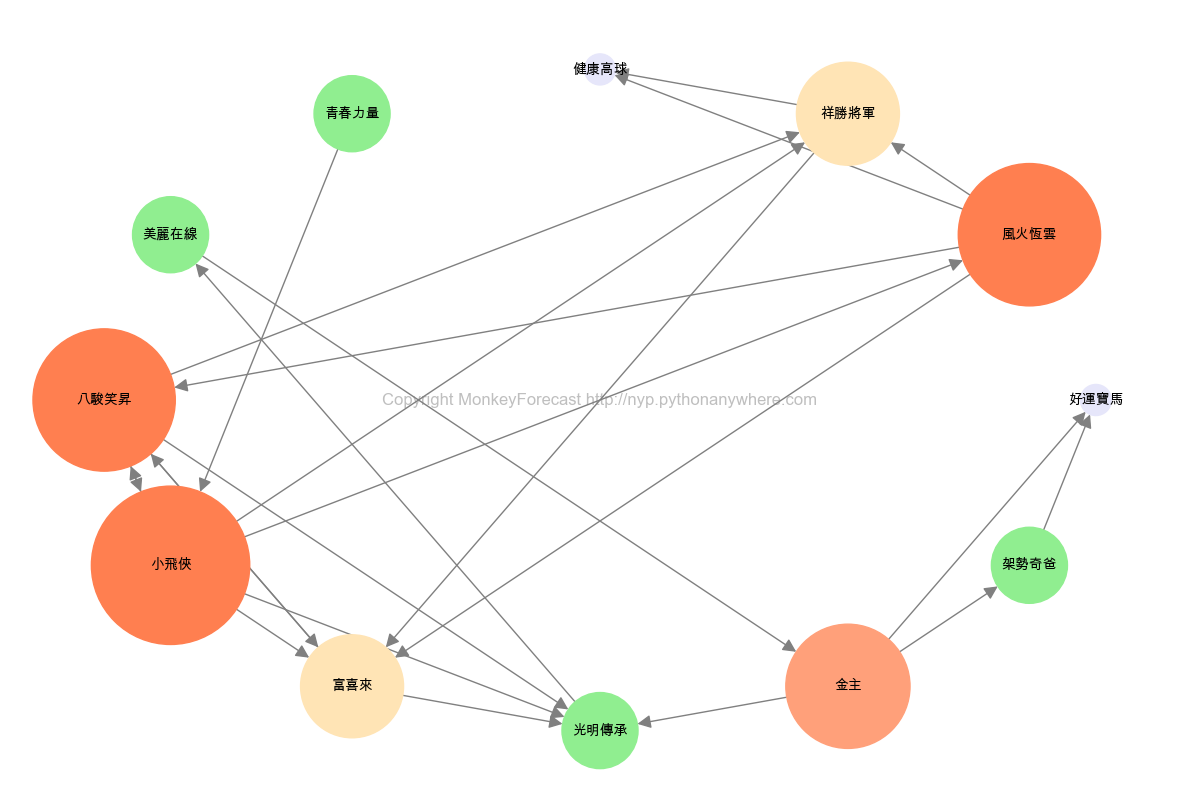 健康高球
青春力量
祥勝將軍
美麗在線
風火恆雲
八駿笑昇
Copyright MonkeyForecast http://nyp.pythonanywhere.com
好運寶馬
小飛俠
架勢奇爸
富喜來
金主
光明傳承